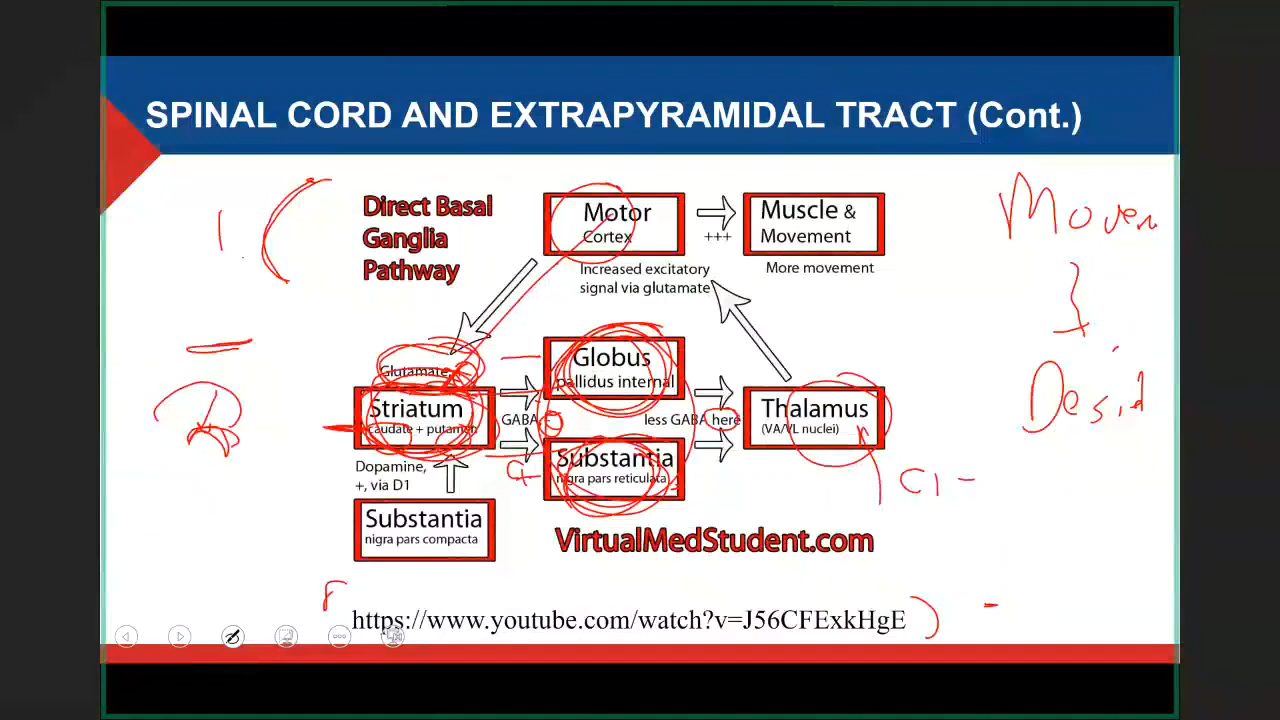 SPINAL CORD AND EXTRAPYRAMIDAL TRACT (Cont.)
Direct Basal
Ganglia
Pathway
Motor
Cortex
+++
Muscle &
Movement
Increased excitatory
signal via glutamate
More movement
Moven
1
Glutamate,
Globus
pallidus internal
Striatum
caudate + putamen
GABA
less GABA here
Thalamus
(VA/VL nuclei)
Dopamine,
+, via D1
Substantia
nigra pars reticulata
Cl -
Substantia
nigra pars compacta
VirtualMedStudent.com
https://www.youtube.com/watch?v=J56CFExkHgE